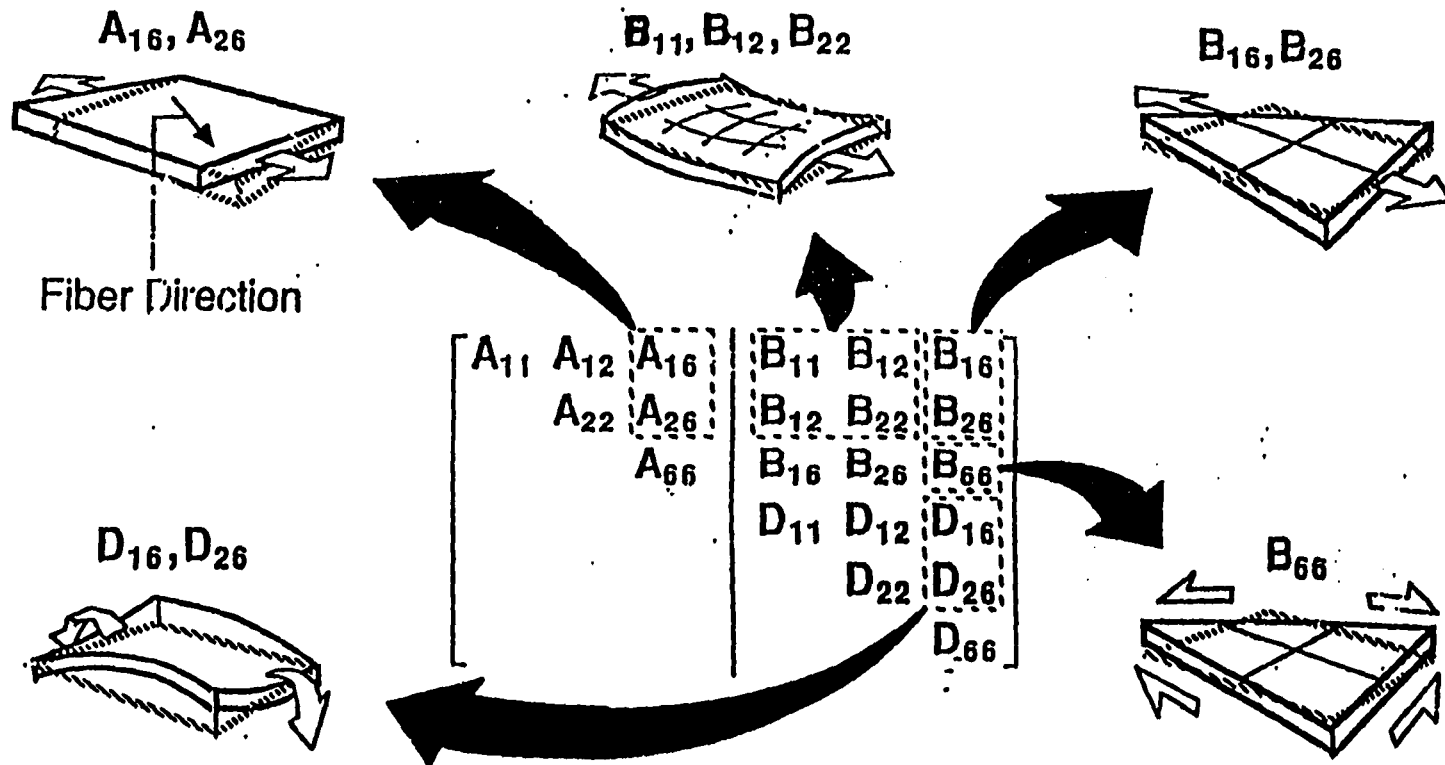 A16, A26
B11, B12, B22
B16, B26
Fiber Direction
A11 A12 A16 B11 B12 B16
A22 A26 B12 B22 B26
A66 B16 B26 B66
D11 D12 D16
D22 D26
D66
D16, D26
B66